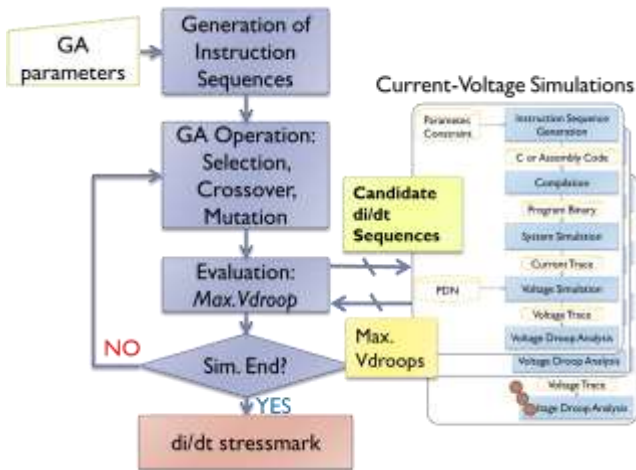 GA
parameters
Generation of
Instruction
Sequences
GA Operation:
Selection,
Crossover,
Mutation
Evaluation:
Max.Vdroop
Sim. End?
NO
YES
di/dt stressmark
Candidate
di/dt
Sequences
Max.
Vdroops
Current-Voltage Simulations
Parameter
Constraint
Instruction Sequence
Generation
C or Assembly Code
Compilation
Program Binary
System Simulation
Current Trace
PDN
Voltage Simulation
Voltage Trace
Voltage Droop Analysis
Voltage Droop Analysis
Voltage Trace
Voltage Droop Analysis